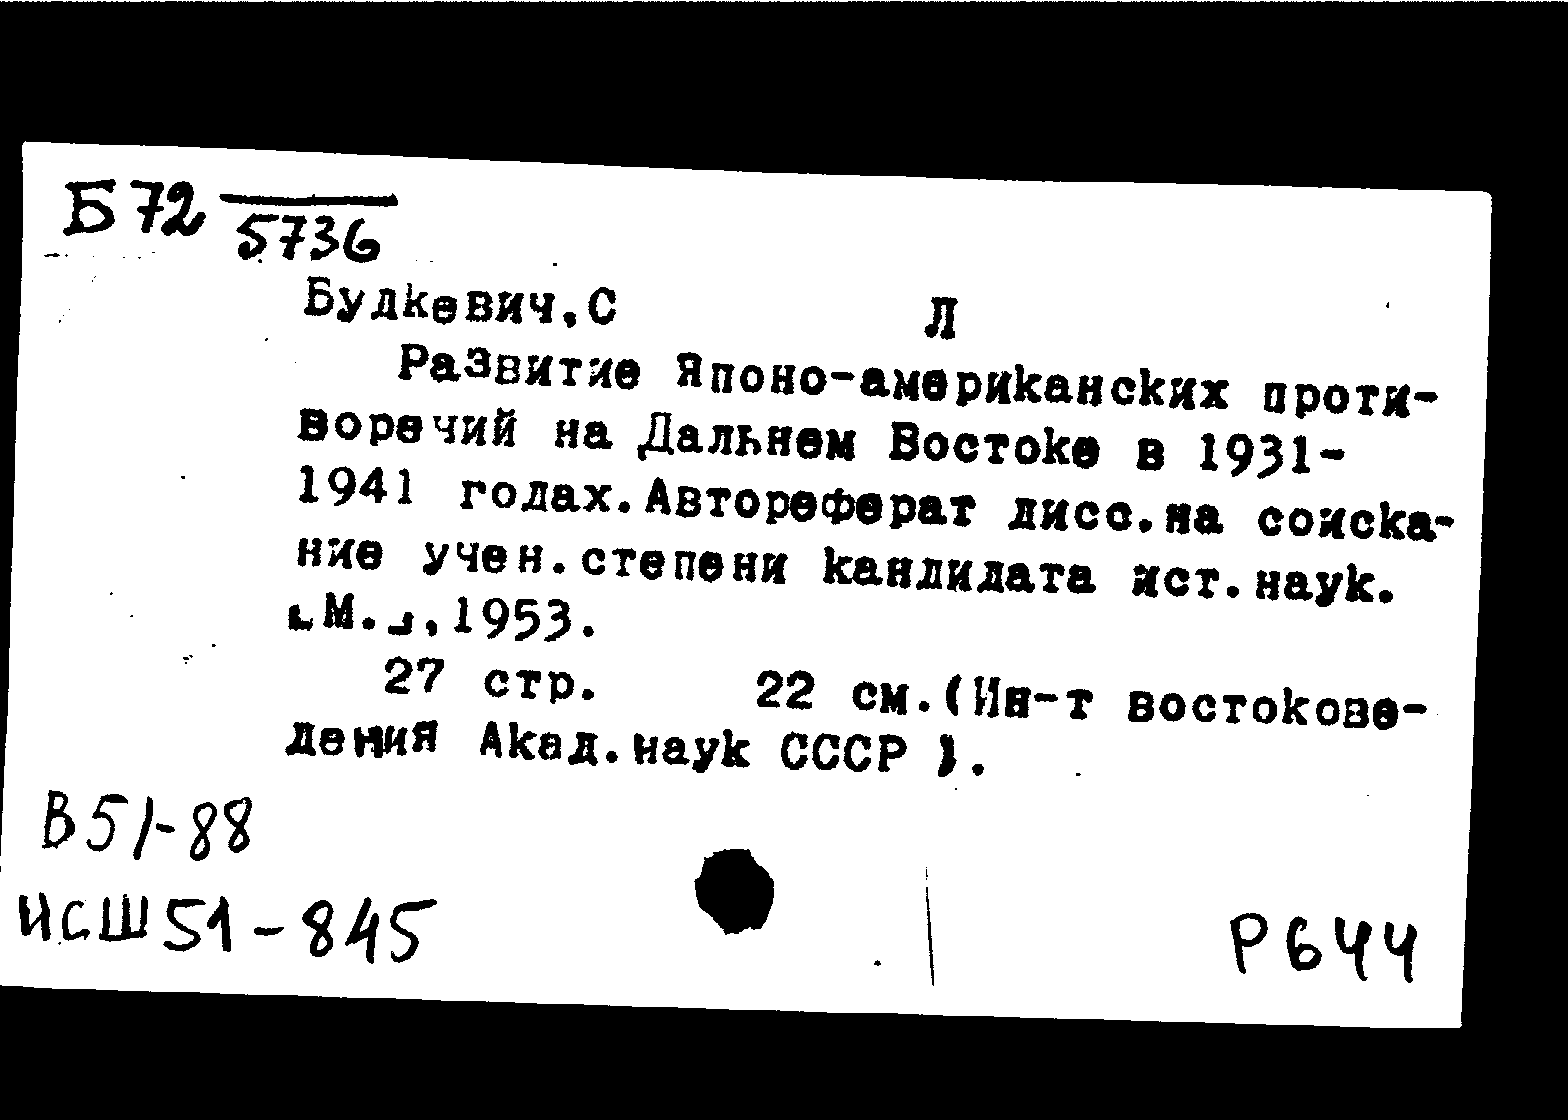 Б72 5736
Будкевич,С Л
Развитие Японо-американских проти-
воречий на Дальнем Востоке в 1931-
1941 годах.Автореферат дисс.на соиска-
ние учен.степени кандидата ист.наук.
[М.],1953.
27 стр. 22 см.(Ин-т востокове-
дения Акад.наук СССР ).
В51-88
ИСШ51-845
Р644